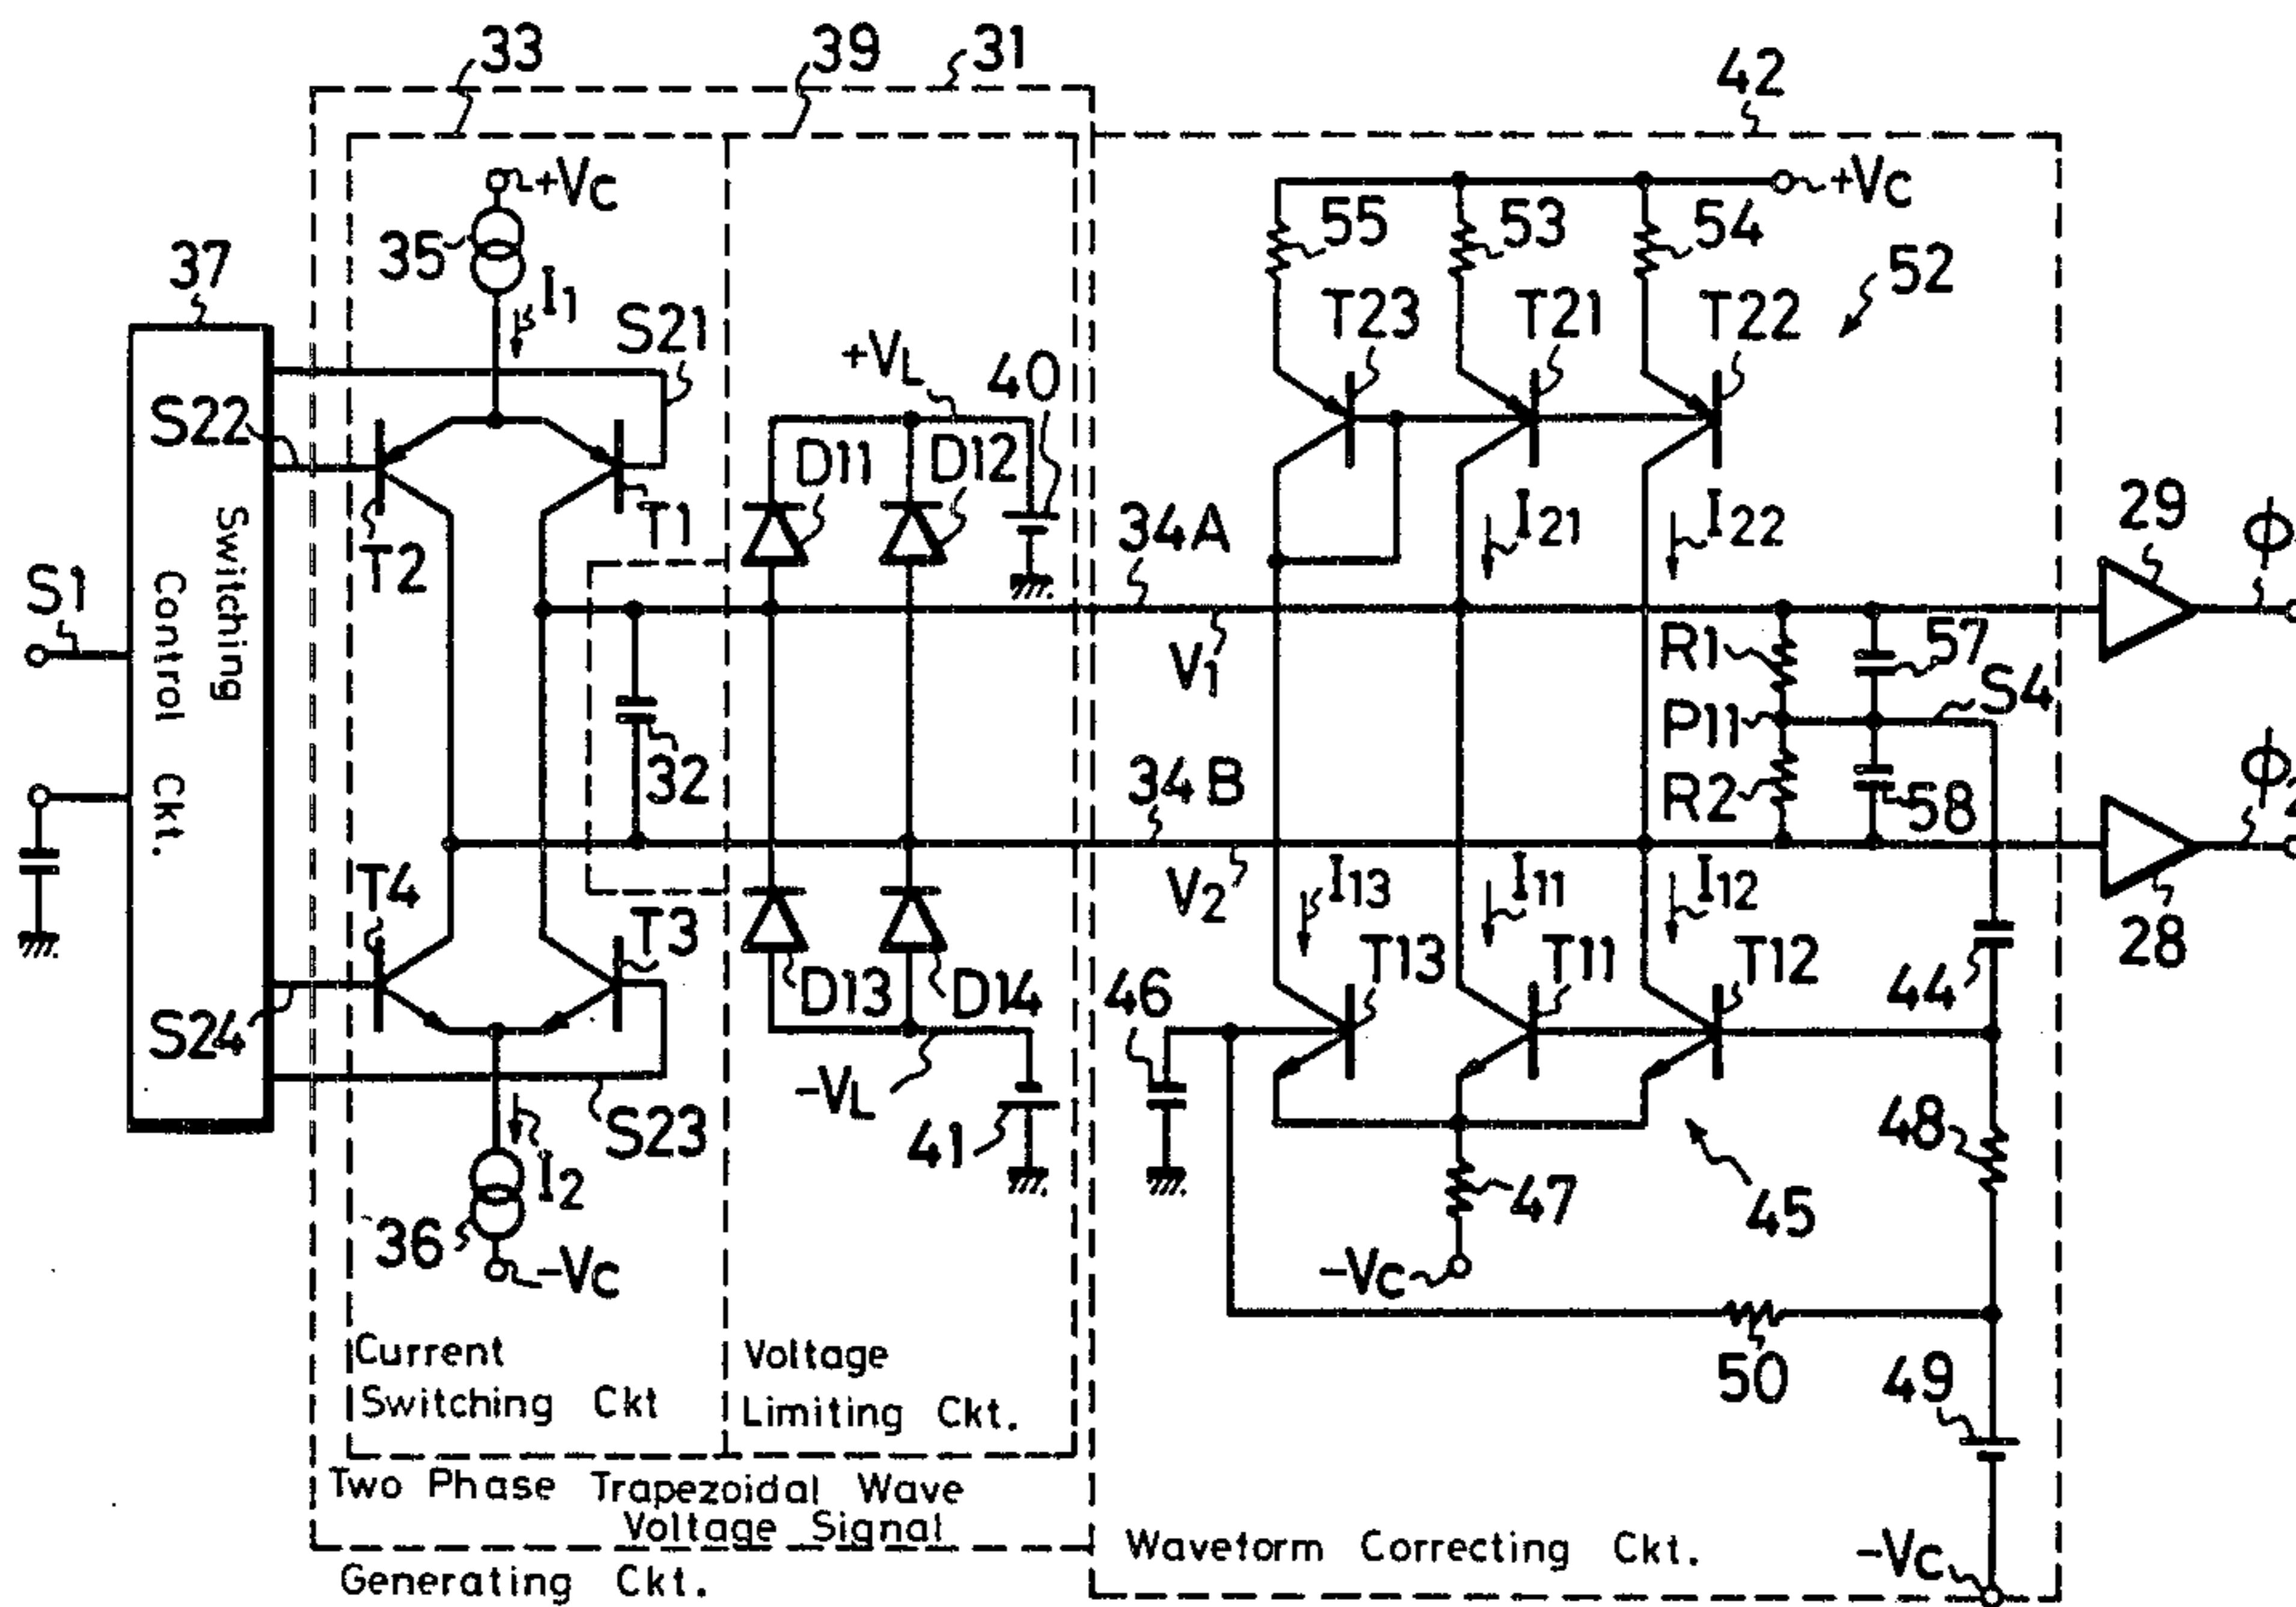 33
39
31
42
+VC
35
I1
S21
37
S22
T2
T1
Switching
Control Ckt.
S1
+VL
40
D11
D12
34A
V1
32
34B
V2
T4
T3
S24
D13
D14
-VL
41
S23
I2
36
-VC
Current
Switching Ckt
Voltage
Limiting Ckt.
Two Phase Trapezoidal Wave
Voltage Signal
Generating Ckt.
+VC
55
53
54
52
T23
T21
T22
I21
I22
29
ϕ
R1
57
P11
S4
R2
58
ϕ
28
I13
I11
I12
T13
T11
T12
44
46
47
45
48
-VC
50
49
-VC
Waveform Correcting Ckt.